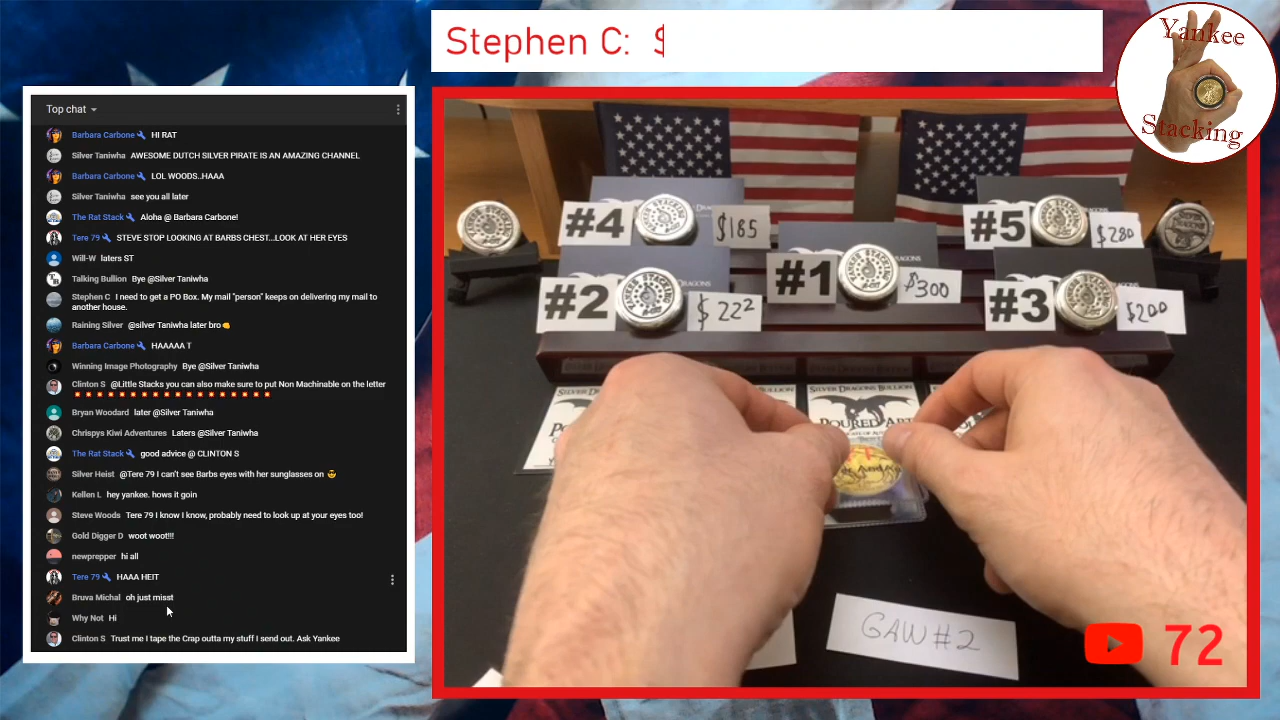 Stephen C: $
Yankee
Stacking
Top chat
Barbara Carbone HI RAT
Silver Taniwha AWESOME DUTCH SILVER PIRATE IS AN AMAZING CHANNEL
Barbara Carbone LOL WOODS..HAAA
Silver Taniwha see you all later
The Rat Stack Aloha @ Barbara Carbone!
Tere 79 STEVE STOP LOOKING AT BARBS CHEST...LOOK AT HER EYES
Will-W laters ST
Talking Bullion Bye @Silver Taniwha
Stephen C I need to get a PO Box. My mail "person" keeps on delivering my mail to
another house.
Raining Silver @silver Taniwha later bro
Barbara Carbone HAAAAA T
Winning Image Photography Bye @Silver Taniwha
Clinton S @Little Stacks you can also make sure to put Non Machinable on the letter
Bryan Woodard later @Silver Taniwha
Chrispys Kiwi Adventures Laters @Silver Taniwha
The Rat Stack good advice @ CLINTON S
Silver Heist @Tere 79 I can't see Barbs eyes with her sunglasses on
Kellen L hey yankee. hows it goin
Steve Woods Tere 79 I know I know, probably need to look up at your eyes too!
Gold Digger D woot woot!!!
newprepper hi all
Tere 79 HAAA HEIT
Bruva Michal oh just misst
Why Not Hi
Clinton S Trust me I tape the Crap outta my stuff I send out. Ask Yankee
#4 $185
#5 $280
#1 $300
#2 $222
#3 $200
SILVER DRAGONS BULLION
POURED ART
GAW #2
72